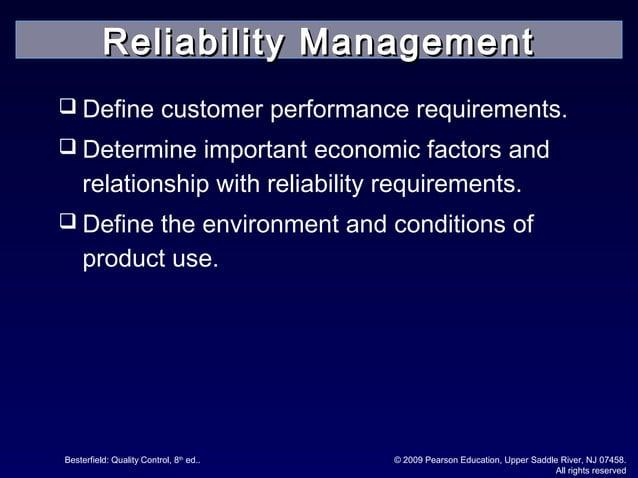 Reliability Management
❑ Define customer performance requirements.
❑ Determine important economic factors and
relationship with reliability requirements.
❑ Define the environment and conditions of
product use.
Besterfield: Quality Control, 8th ed..
© 2009 Pearson Education, Upper Saddle River, NJ 07458.
All rights reserved